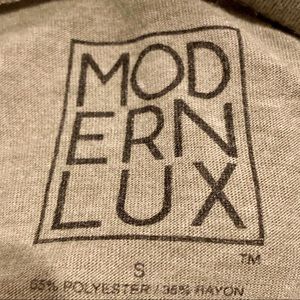 MOD
ERN
LUX
TM
S
65% POLYESTER / 35% RAYON